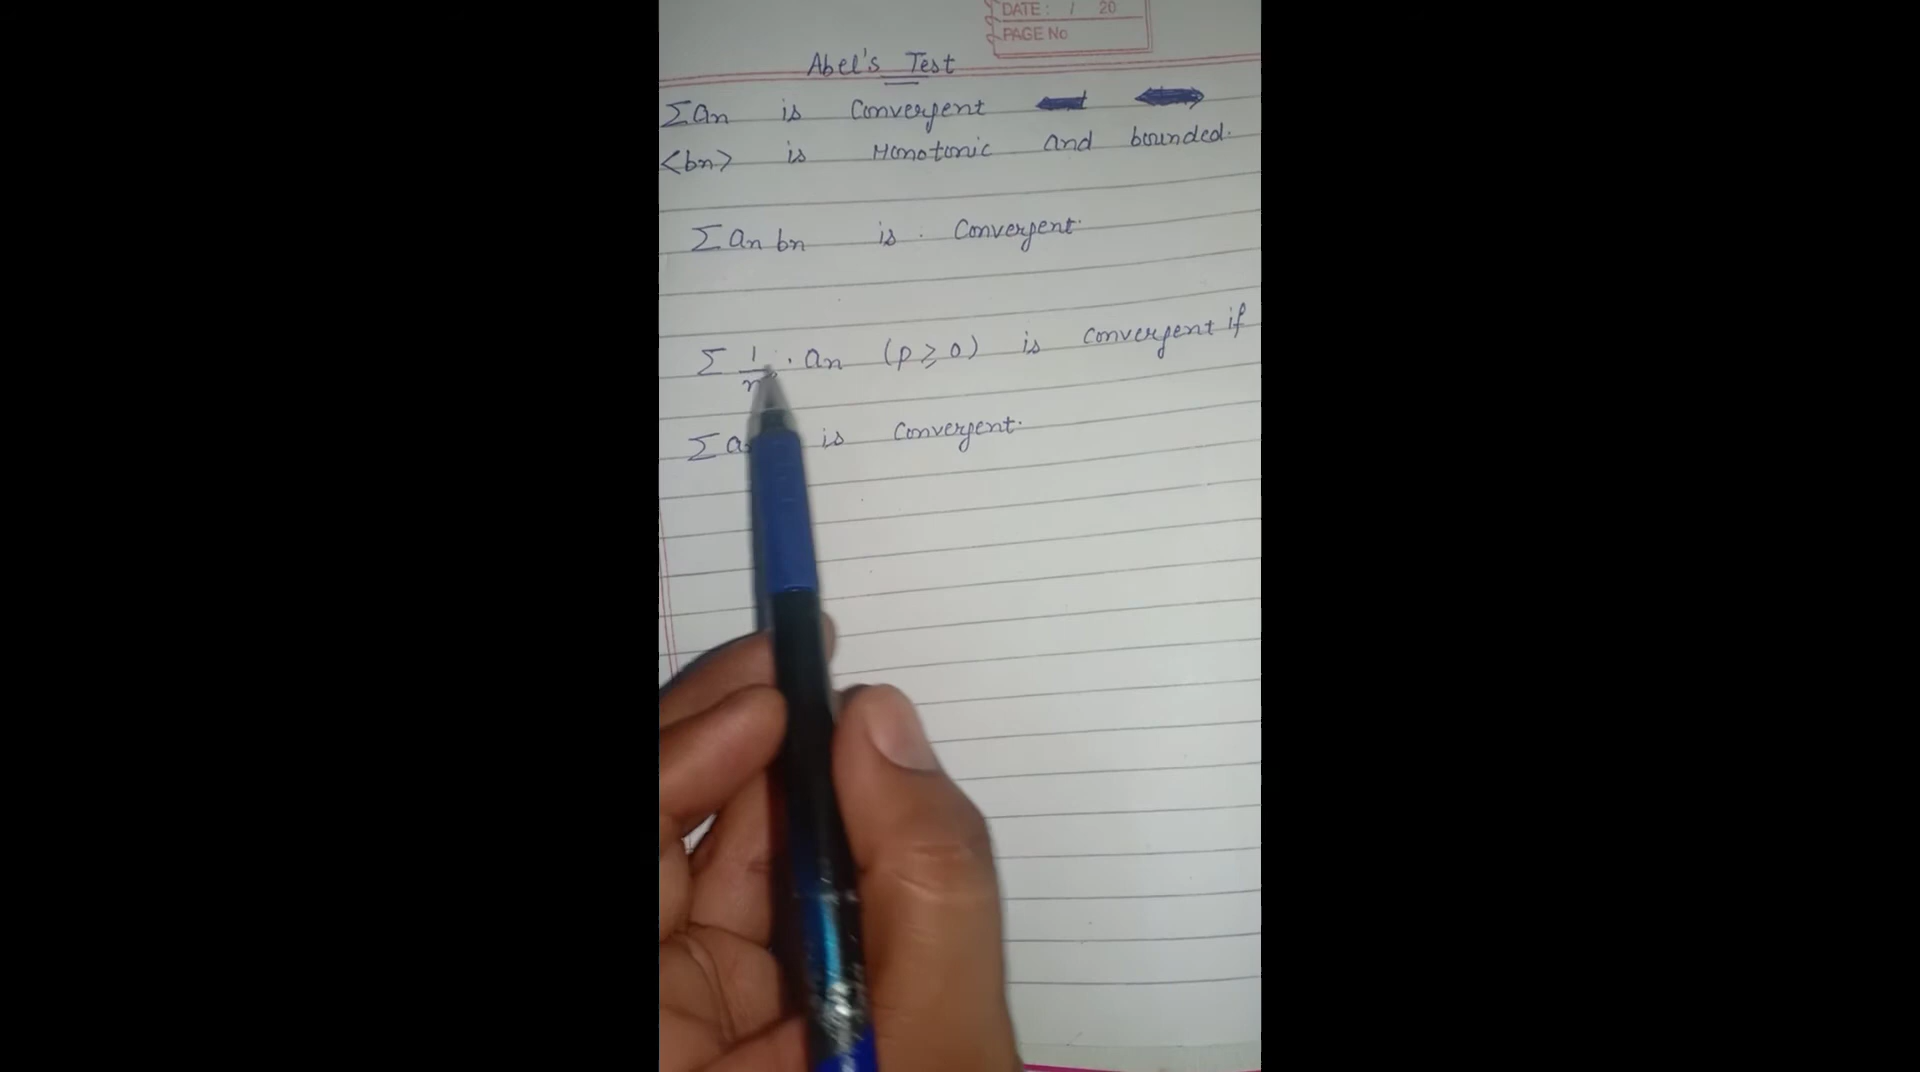 DATE: / 20
PAGE No
Abel's Test
Σan is Convergent
<bn> is Monotonic and bounded.
Σ an bn is Convergent.
Σ 1/n . an (p ≥ 0) is convergent if
Σ a is Convergent.